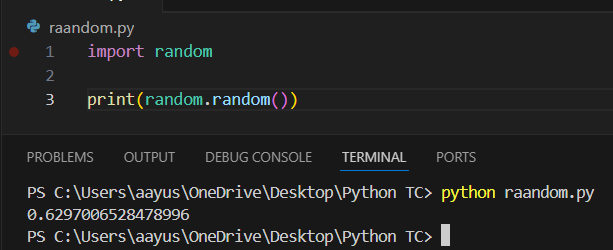 raandom.py
1 import random
2
3 print(random.random())
PROBLEMS OUTPUT DEBUG CONSOLE TERMINAL PORTS
PS C:\Users\aayus\OneDrive\Desktop\Python TC> python raandom.py
0.6297006528478996
PS C:\Users\aayus\OneDrive\Desktop\Python TC>